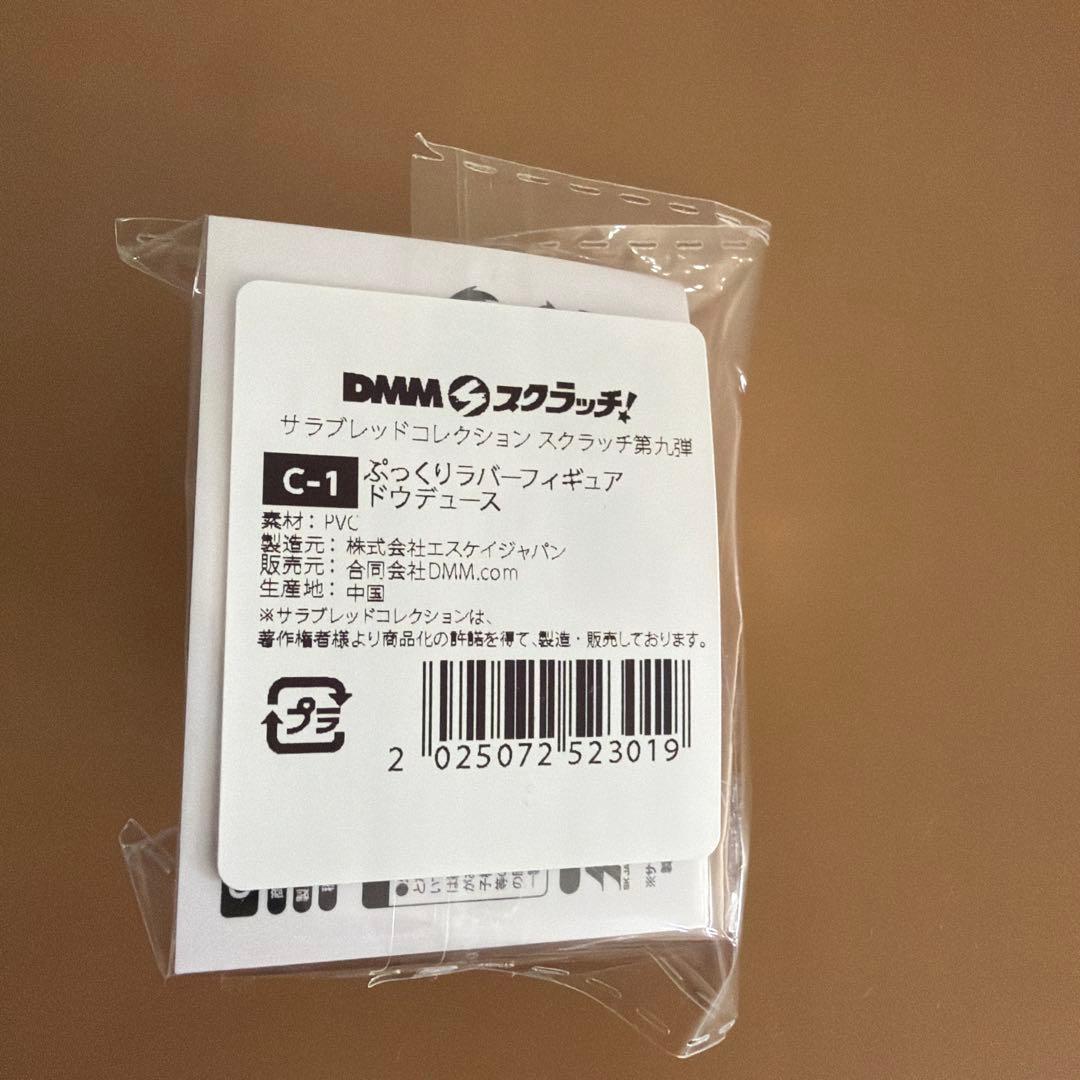 DMM スクラッチ!
サラブレッドコレクション スクラッチ第九弾
C-1 ぷっくりラバーフィギュア
ドウデュース
素材：PVC
製造元：株式会社エスケイジャパン
販売元：合同会社DMM.com
生産地：中国
※サラブレッドコレクションは、
著作権者様より商品化の許諾を得て、製造・販売しております。
プラ
2 025072 523019